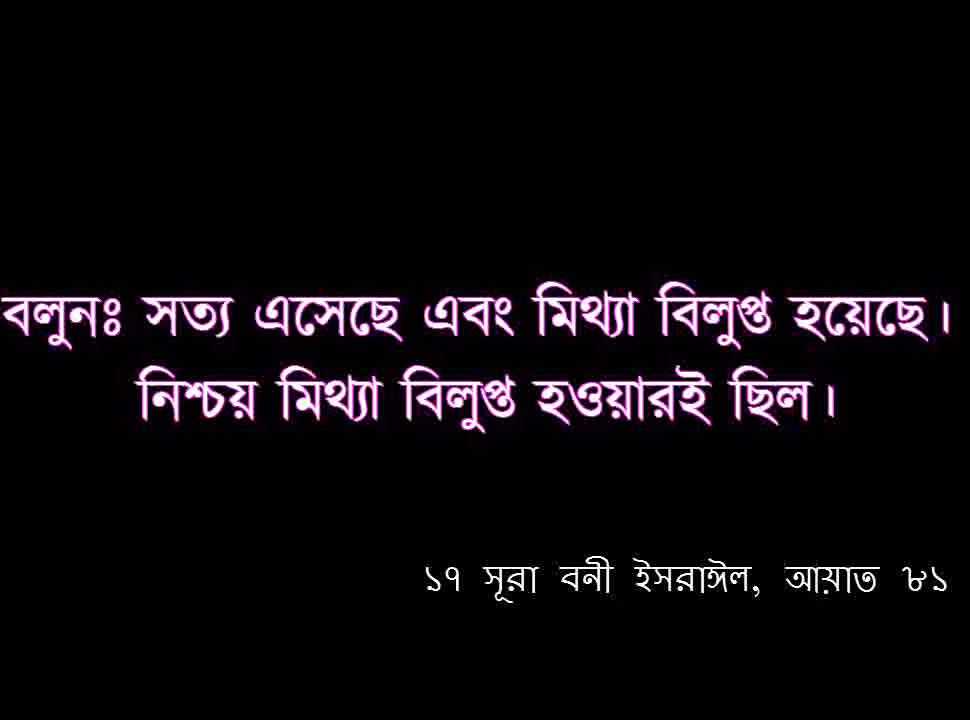 বলুনঃ সত্য এসেছে এবং মিথ্যা বিলুপ্ত হয়েছে।
নিশ্চয় মিথ্যা বিলুপ্ত হওয়ারই ছিল।
১৭ সূরা বনী ইসরাঈল, আয়াত ৮১